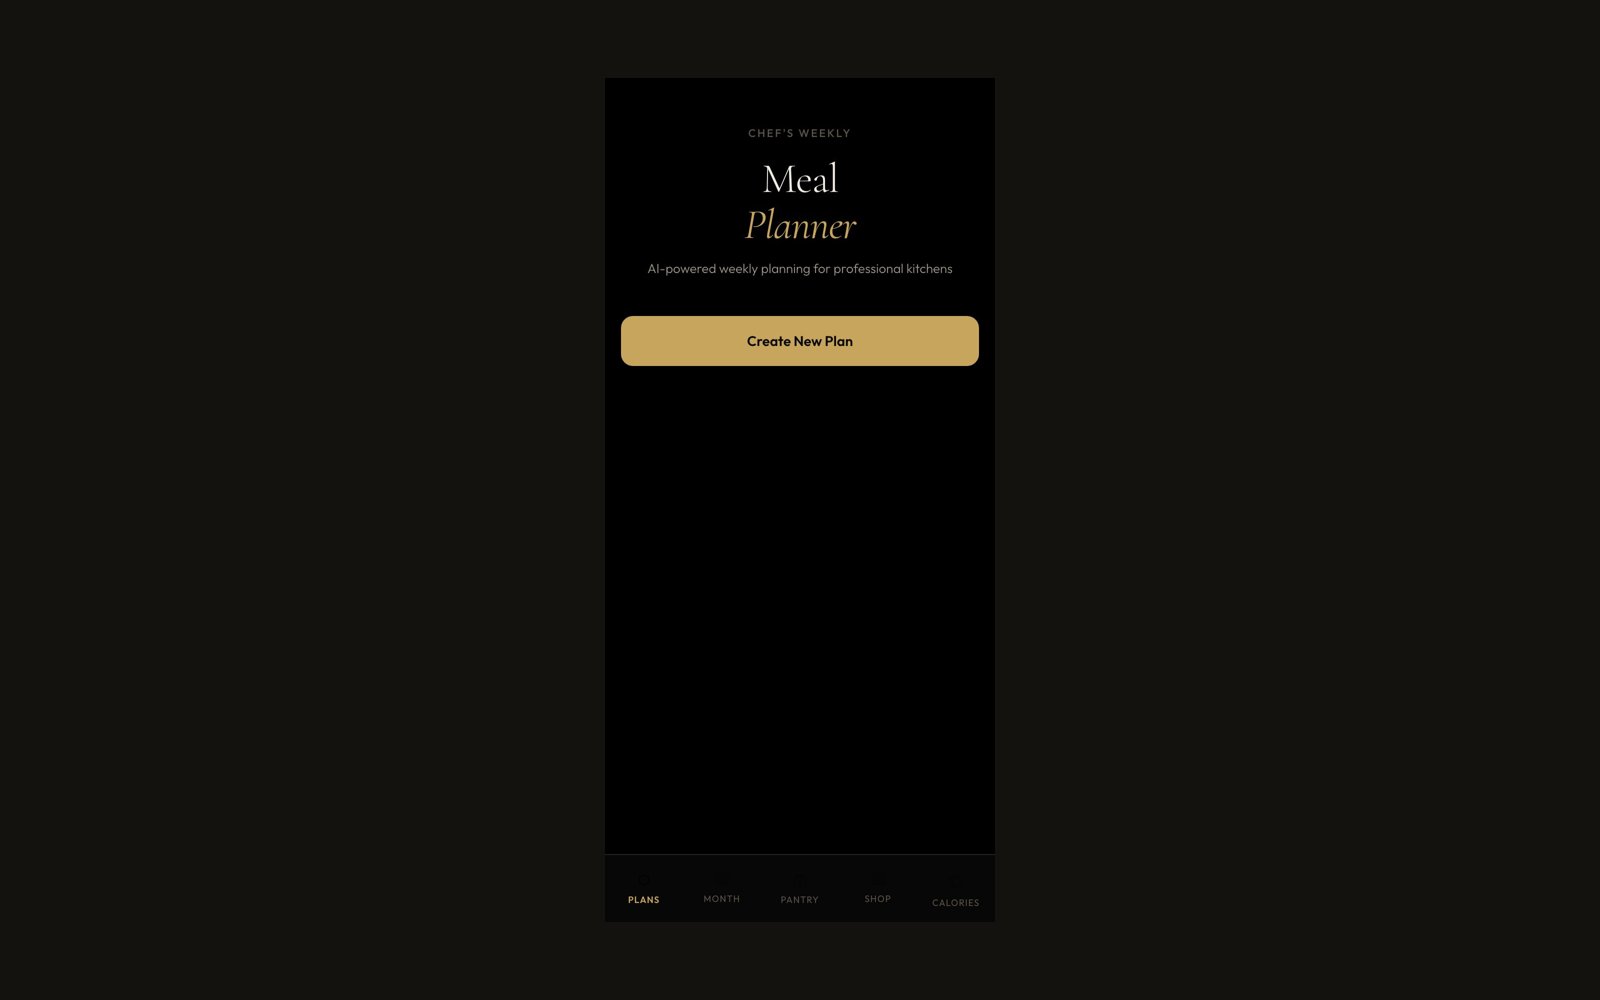 CHEF'S WEEKLY
Meal
Planner
AI-powered weekly planning for professional kitchens
Create New Plan
PLANS
MONTH
PANTRY
SHOP
CALORIES